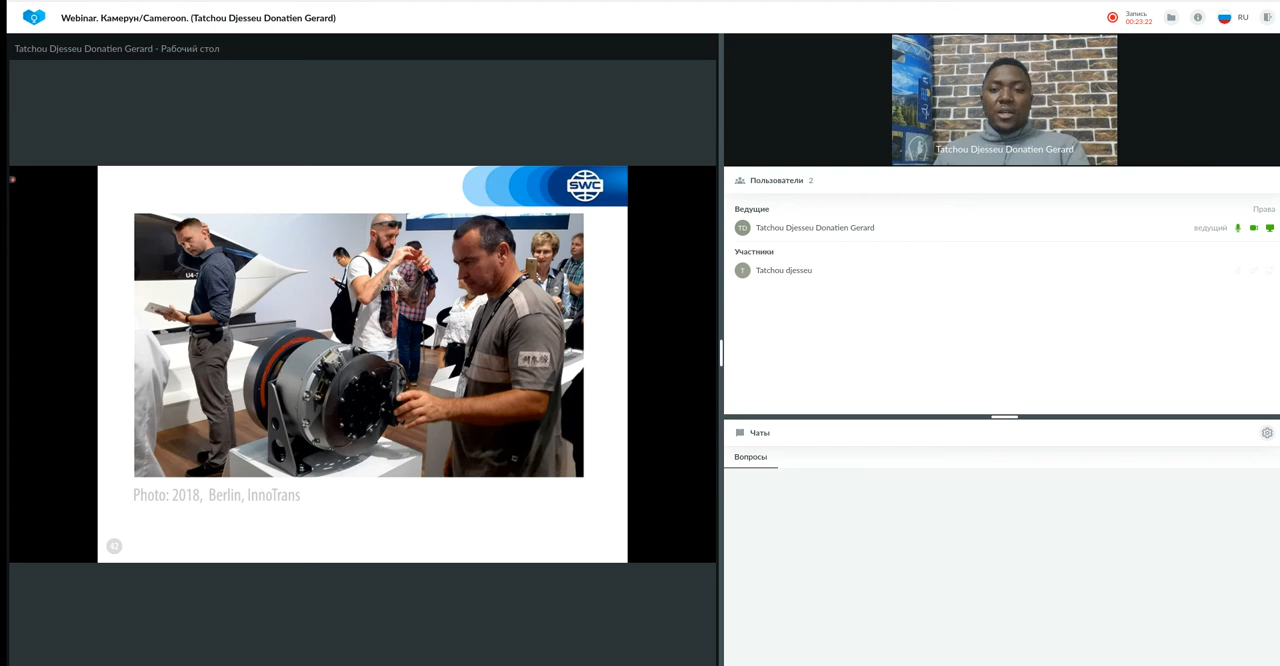 Webinar. Камерун/Cameroon. (Tatchou Djesseu Donatien Gerard)
Запись
00:23:22
RU
Tatchou Djesseu Donatien Gerard - Рабочий стол
SWC
U4-
Photo: 2018, Berlin, InnoTrans
42
Tatchou Djesseu Donatien Gerard
Пользователи 2
Ведущие Права
TD Tatchou Djesseu Donatien Gerard ведущий
Участники
T Tatchou djesseu
Чаты
Вопросы